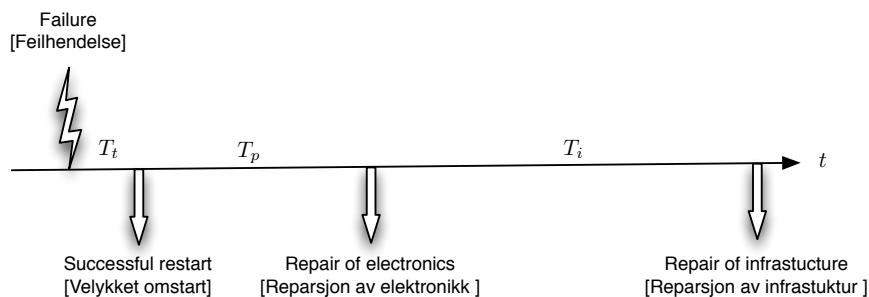 Failure
[Feilhendelse]
T_t
T_p
T_i
t
Successful restart
[Velykket omstart]
Repair of electronics
[Reparsjon av elektronikk ]
Repair of infrastucture
[Reparsjon av infrastuktur ]